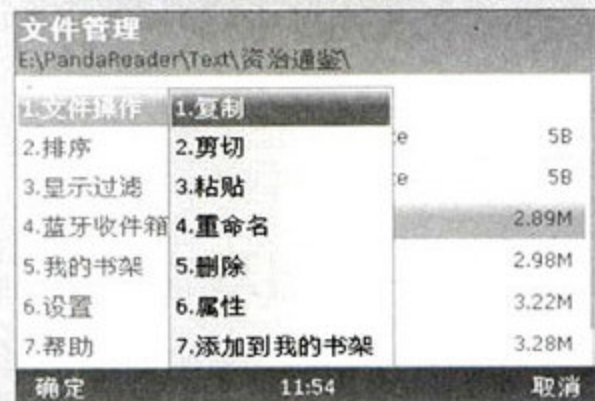 文件管理
E:\PandaReader\Text\资治通鉴\
1.文件操作 1.复制
2.排序 2.剪切 e 5B
3.显示过滤 3.粘贴 e 5B
4.蓝牙收件箱 4.重命名 2.89M
5.我的书架 5.删除 2.98M
6.设置 6.属性 3.22M
7.帮助 7.添加到我的书架 3.28M
确定 11:54 取消